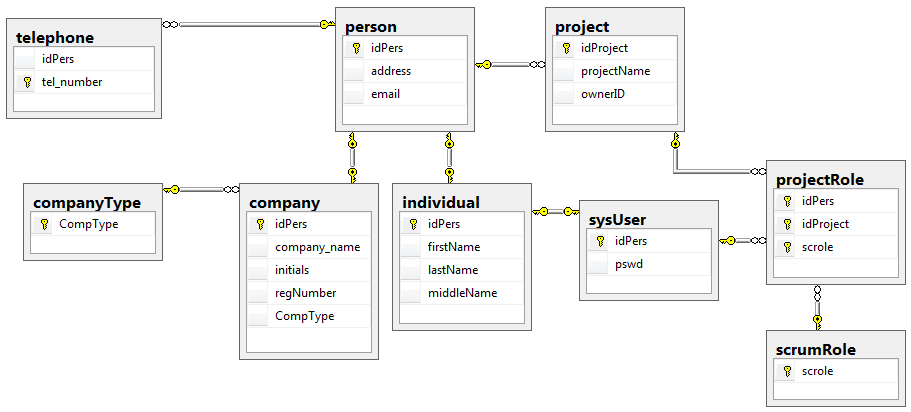 telephone
idPers
tel_number
person
idPers
address
email
project
idProject
projectName
ownerID
companyType
CompType
company
idPers
company_name
initials
regNumber
CompType
individual
idPers
firstName
lastName
middleName
sysUser
idPers
pswd
projectRole
idPers
idProject
scrole
scrumRole
scrole